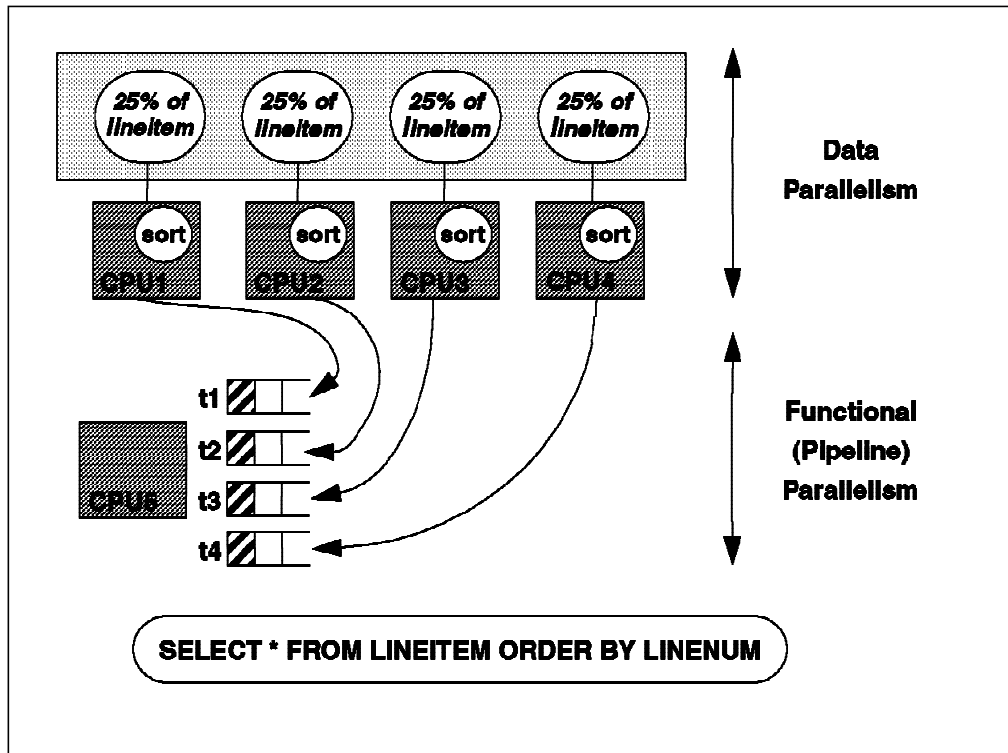 25% of
lineitem
25% of
lineitem
25% of
lineitem
25% of
lineitem
Data
Parallelism
sort
CPU1
sort
CPU2
sort
CPU3
sort
CPU4
t1
t2
t3
t4
CPU5
Functional
(Pipeline)
Parallelism
SELECT * FROM LINEITEM ORDER BY LINENUM